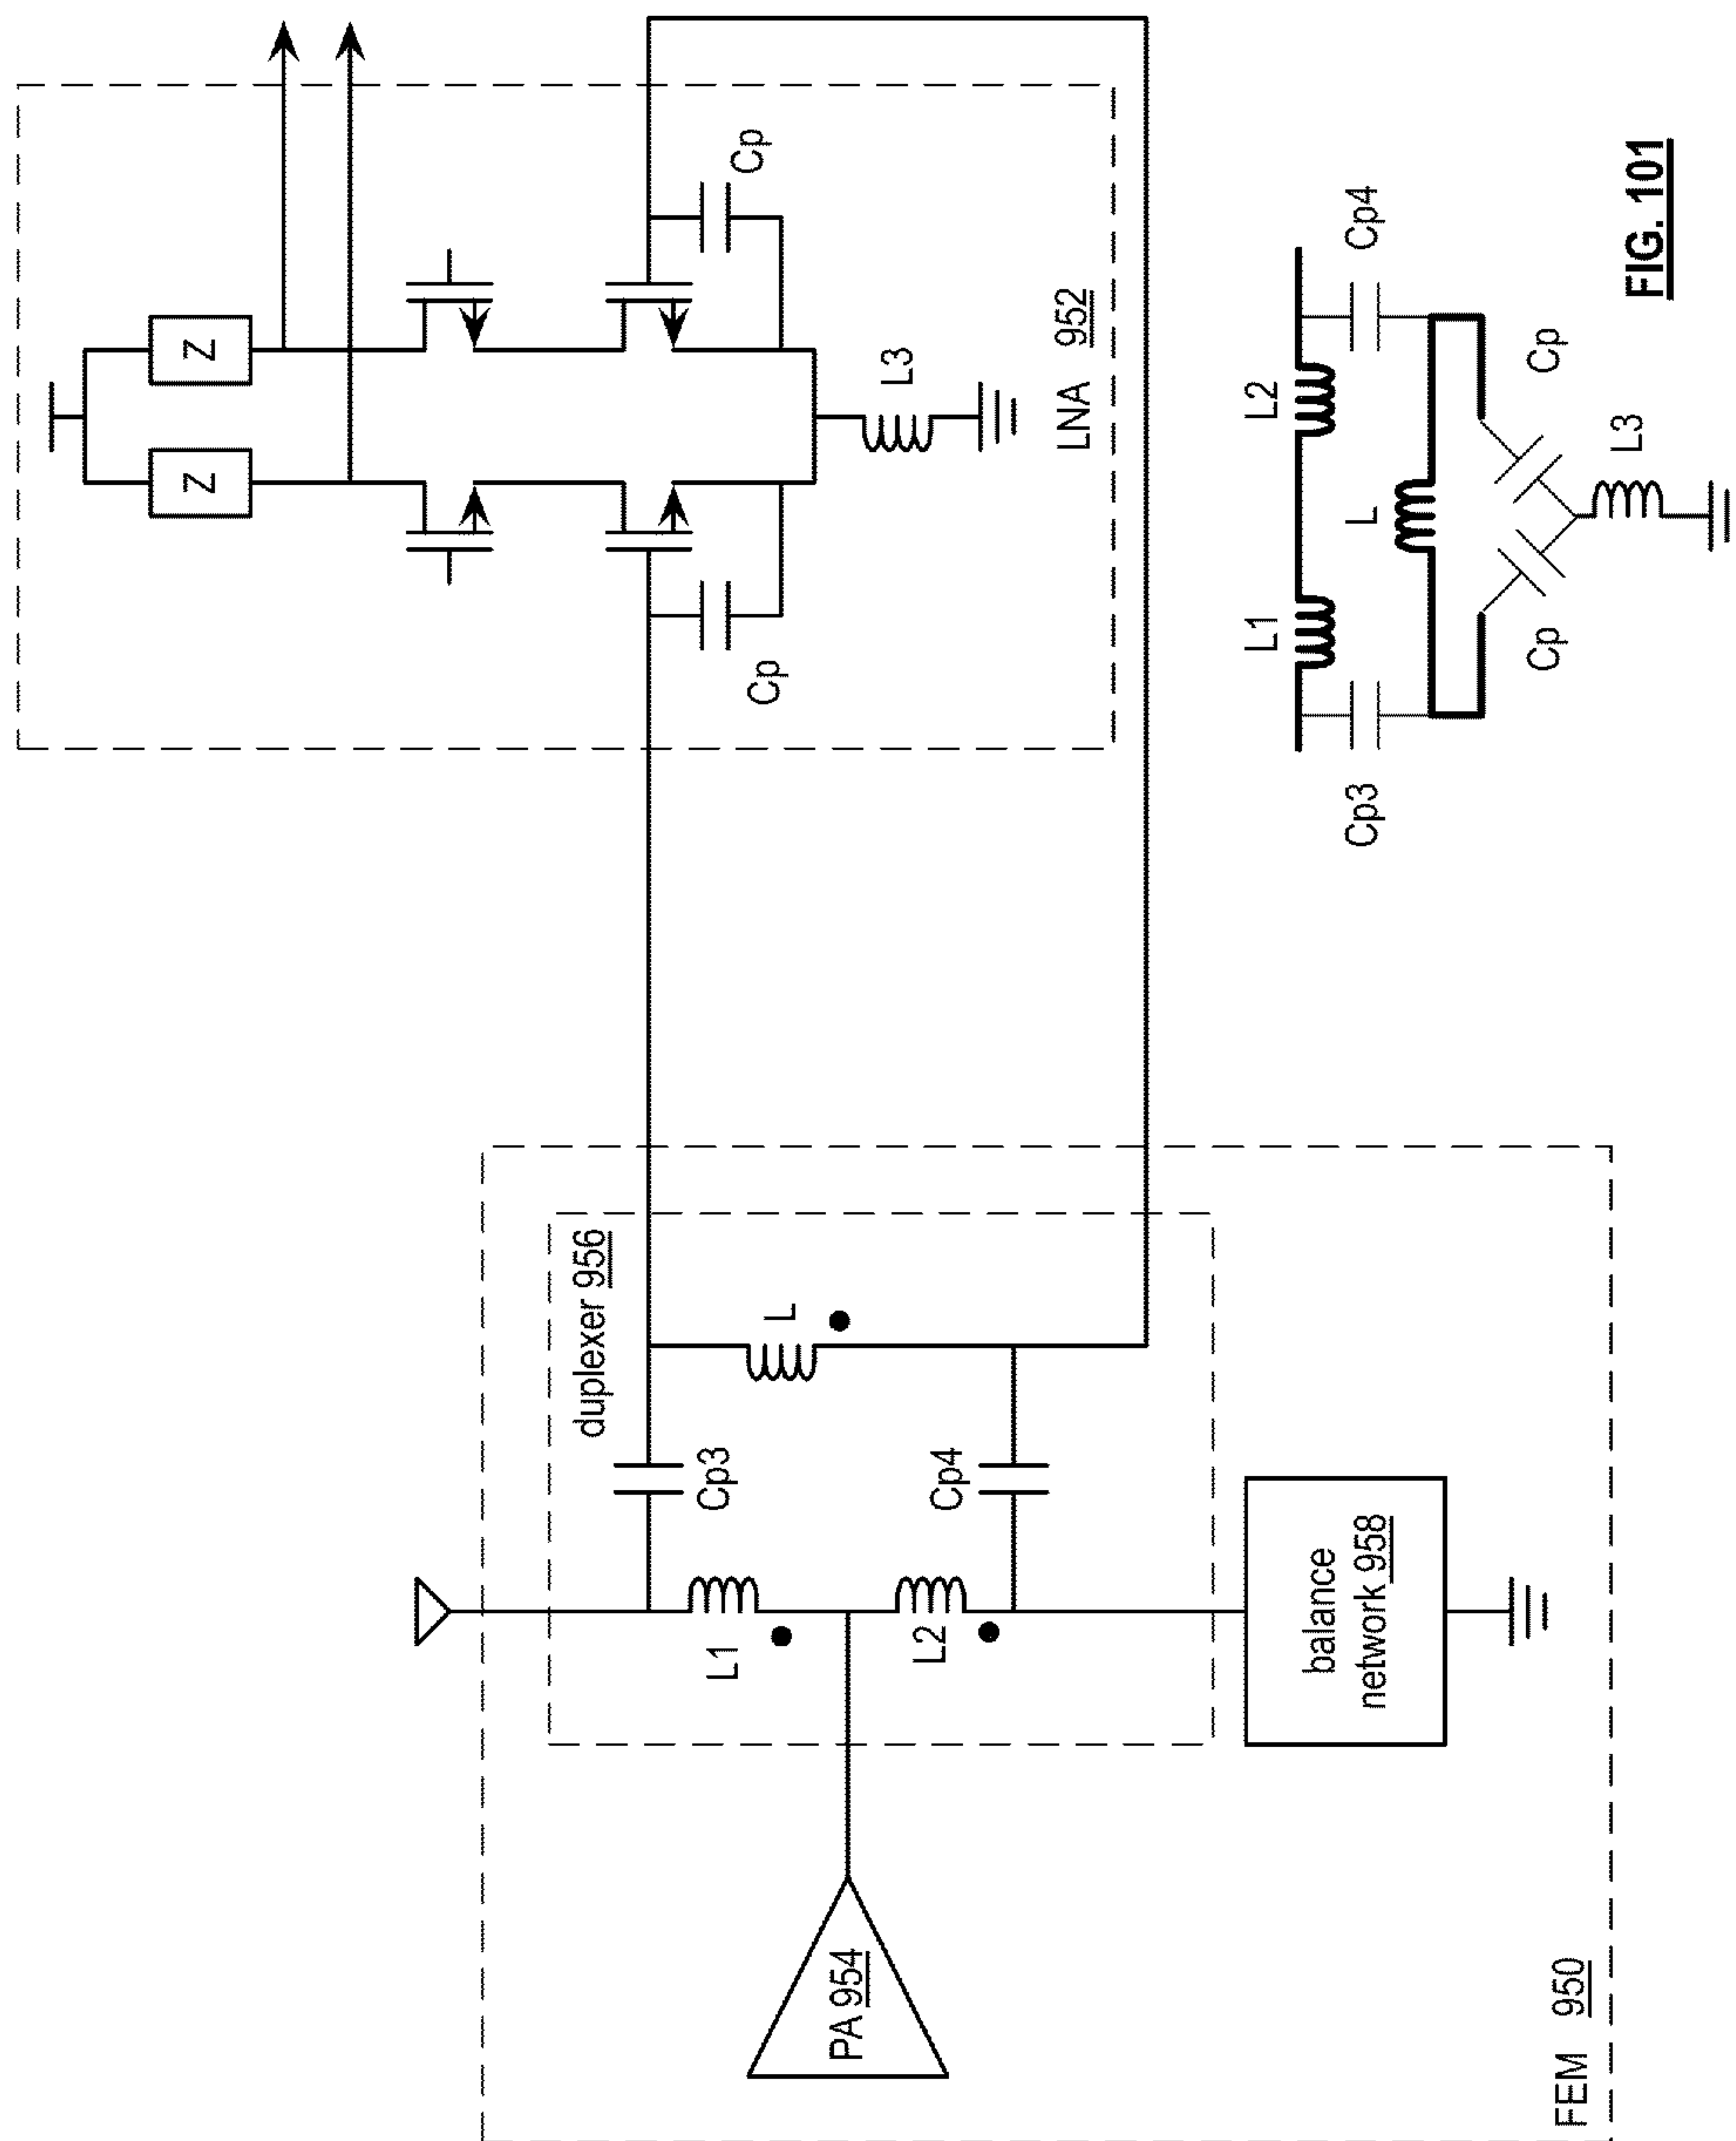 FEM 950
PA 954
duplexer 956
L1
L2
Cp3
Cp4
L
balance
network 958
LNA 952
Z
Z
Cp
Cp
L3
L1
L2
Cp3
Cp4
L
Cp
Cp
L3
FIG. 101